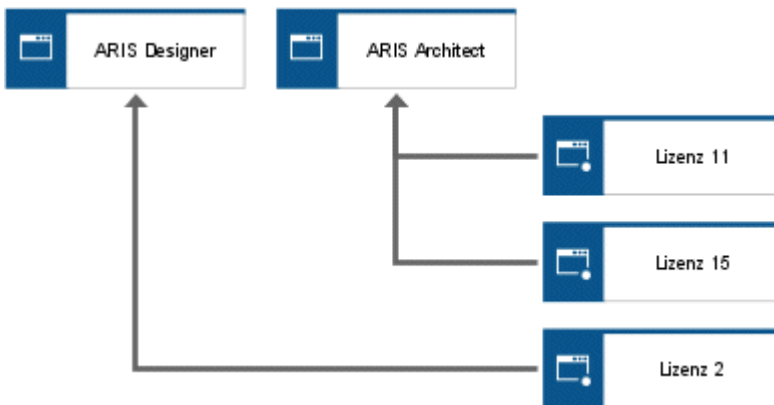 ARIS Designer
ARIS Architect
Lizenz 11
Lizenz 15
Lizenz 2